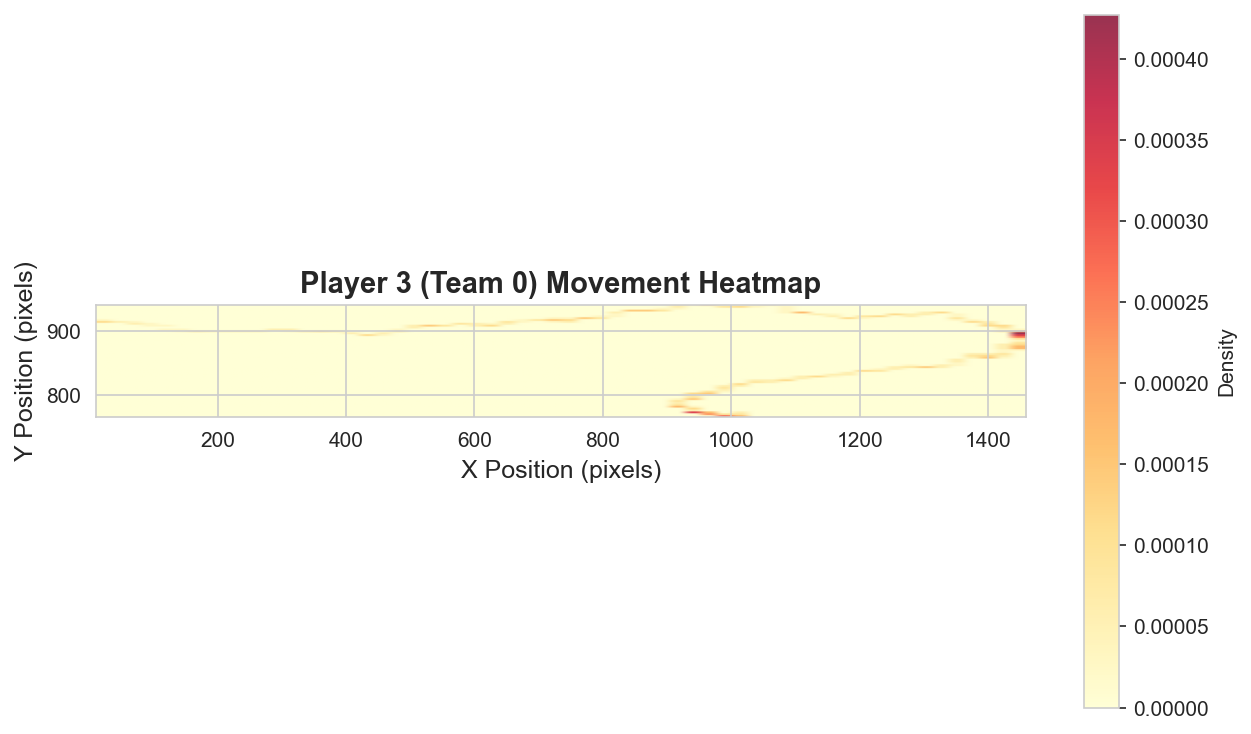 Player 3 (Team 0) Movement Heatmap
Y Position (pixels)
900
800
200 400 600 800 1000 1200 1400
X Position (pixels)
0.00040
0.00035
0.00030
0.00025
0.00020
0.00015
0.00010
0.00005
0.00000
Density